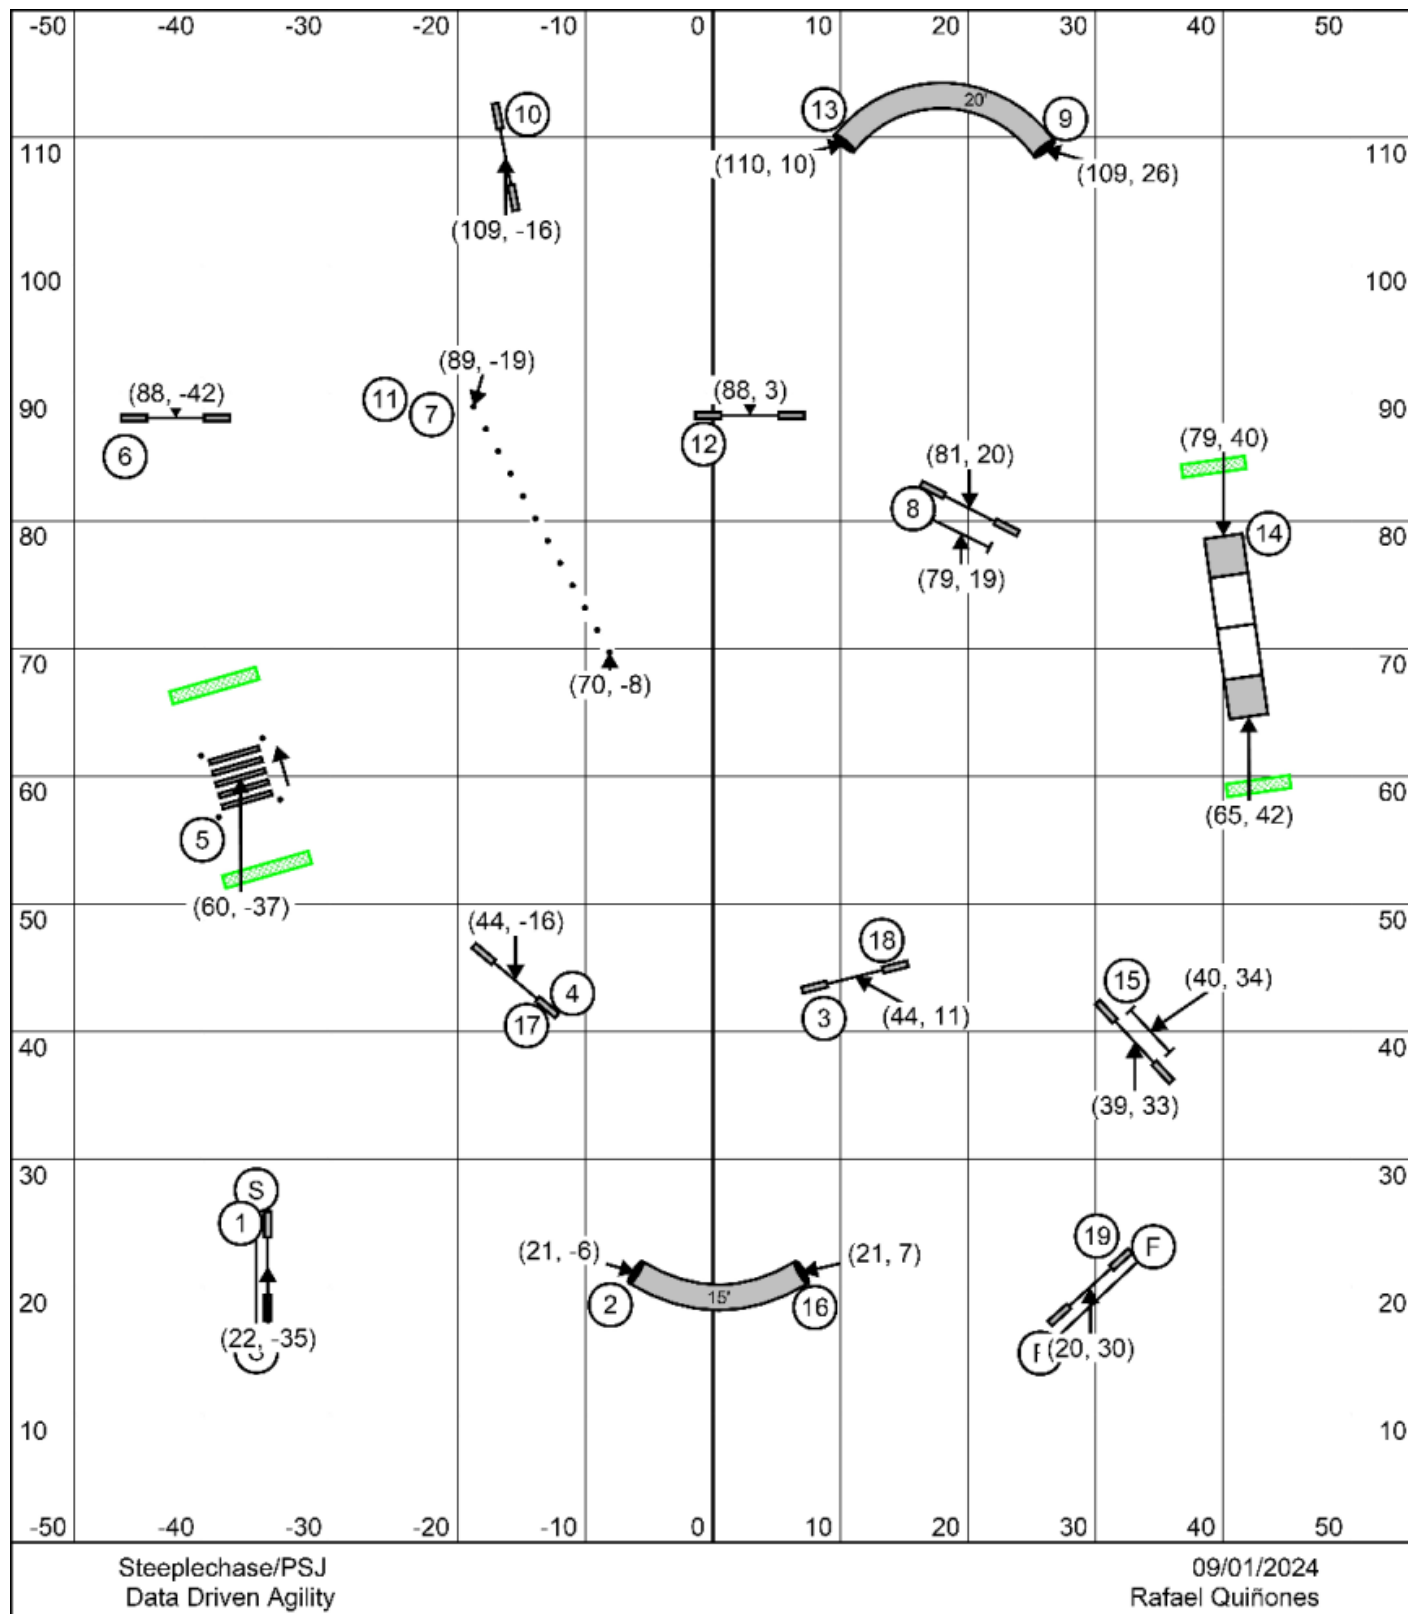 -50 -40 -30 -20 -10 0 10 20 30 40 50
13 20' 9
10
110 (110, 10) (109, 26) 110
(109, -16)
100 100
(89, -19)
(88, -42) 11 7 (88, 3)
90 90
6 12 (79, 40)
(81, 20)
8
80 14 80
(79, 19)
70 (70, -8) 70
60 60
5 (65, 42)
(60, -37)
50 50
(44, -16) 18
4 15 (40, 34)
17 3 (44, 11)
40 40
(39, 33)
30 30
S
1 19 F
(21, -6) (21, 7)
20 2 15' 16 20
(22, -35) (20, 30)
10 10
-50 -40 -30 -20 -10 0 10 20 30 40 50
Steeplechase/PSJ 09/01/2024
Data Driven Agility Rafael Quiñones